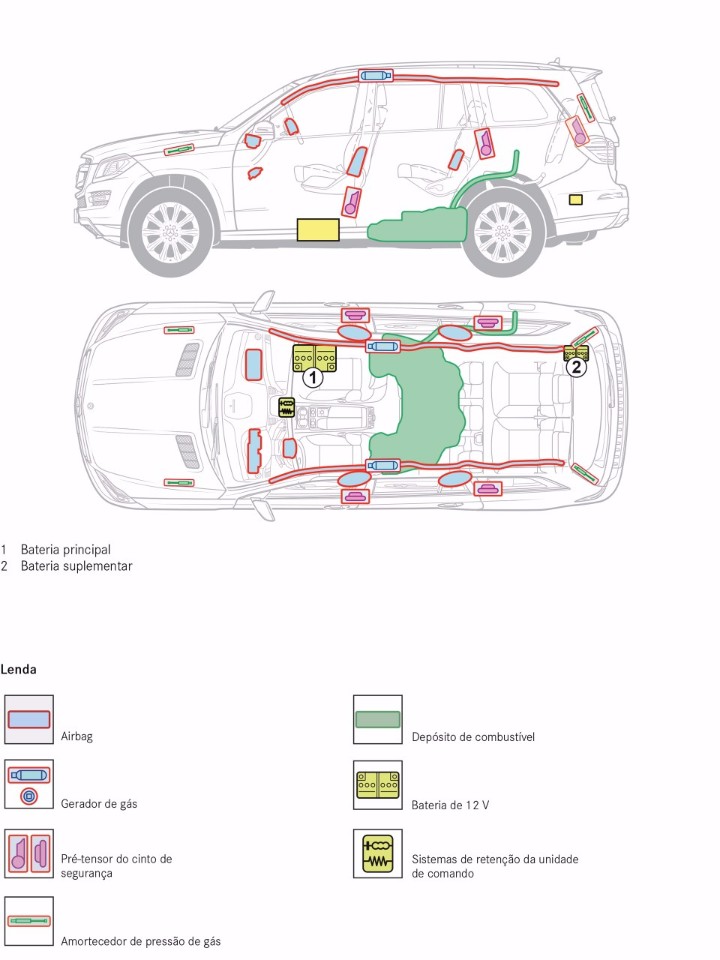 1
2
1 Bateria principal
2 Bateria suplementar
Lenda
Airbag
Depósito de combustível
Gerador de gás
Bateria de 12 V
Pré-tensor do cinto de
segurança
Sistemas de retenção da unidade
de comando
Amortecedor de pressão de gás